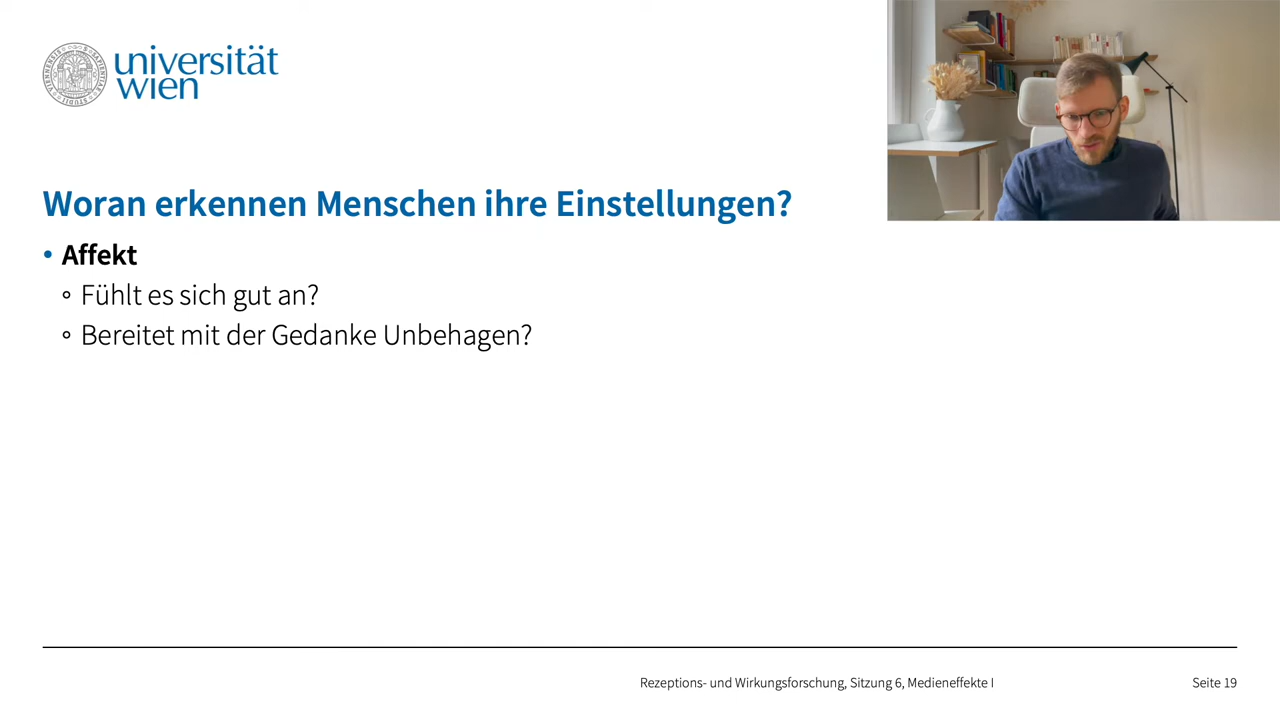 universität
wien
Woran erkennen Menschen ihre Einstellungen?
• Affekt
∘ Fühlt es sich gut an?
∘ Bereitet mit der Gedanke Unbehagen?
Rezeptions- und Wirkungsforschung, Sitzung 6, Medieneffekte I
Seite 19